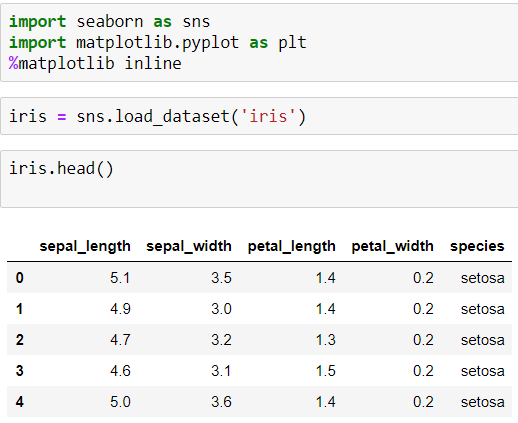 import seaborn as sns
import matplotlib.pyplot as plt
%matplotlib inline
iris = sns.load_dataset('iris')
iris.head()
sepal_length sepal_width petal_length petal_width species
0 5.1 3.5 1.4 0.2 setosa
1 4.9 3.0 1.4 0.2 setosa
2 4.7 3.2 1.3 0.2 setosa
3 4.6 3.1 1.5 0.2 setosa
4 5.0 3.6 1.4 0.2 setosa